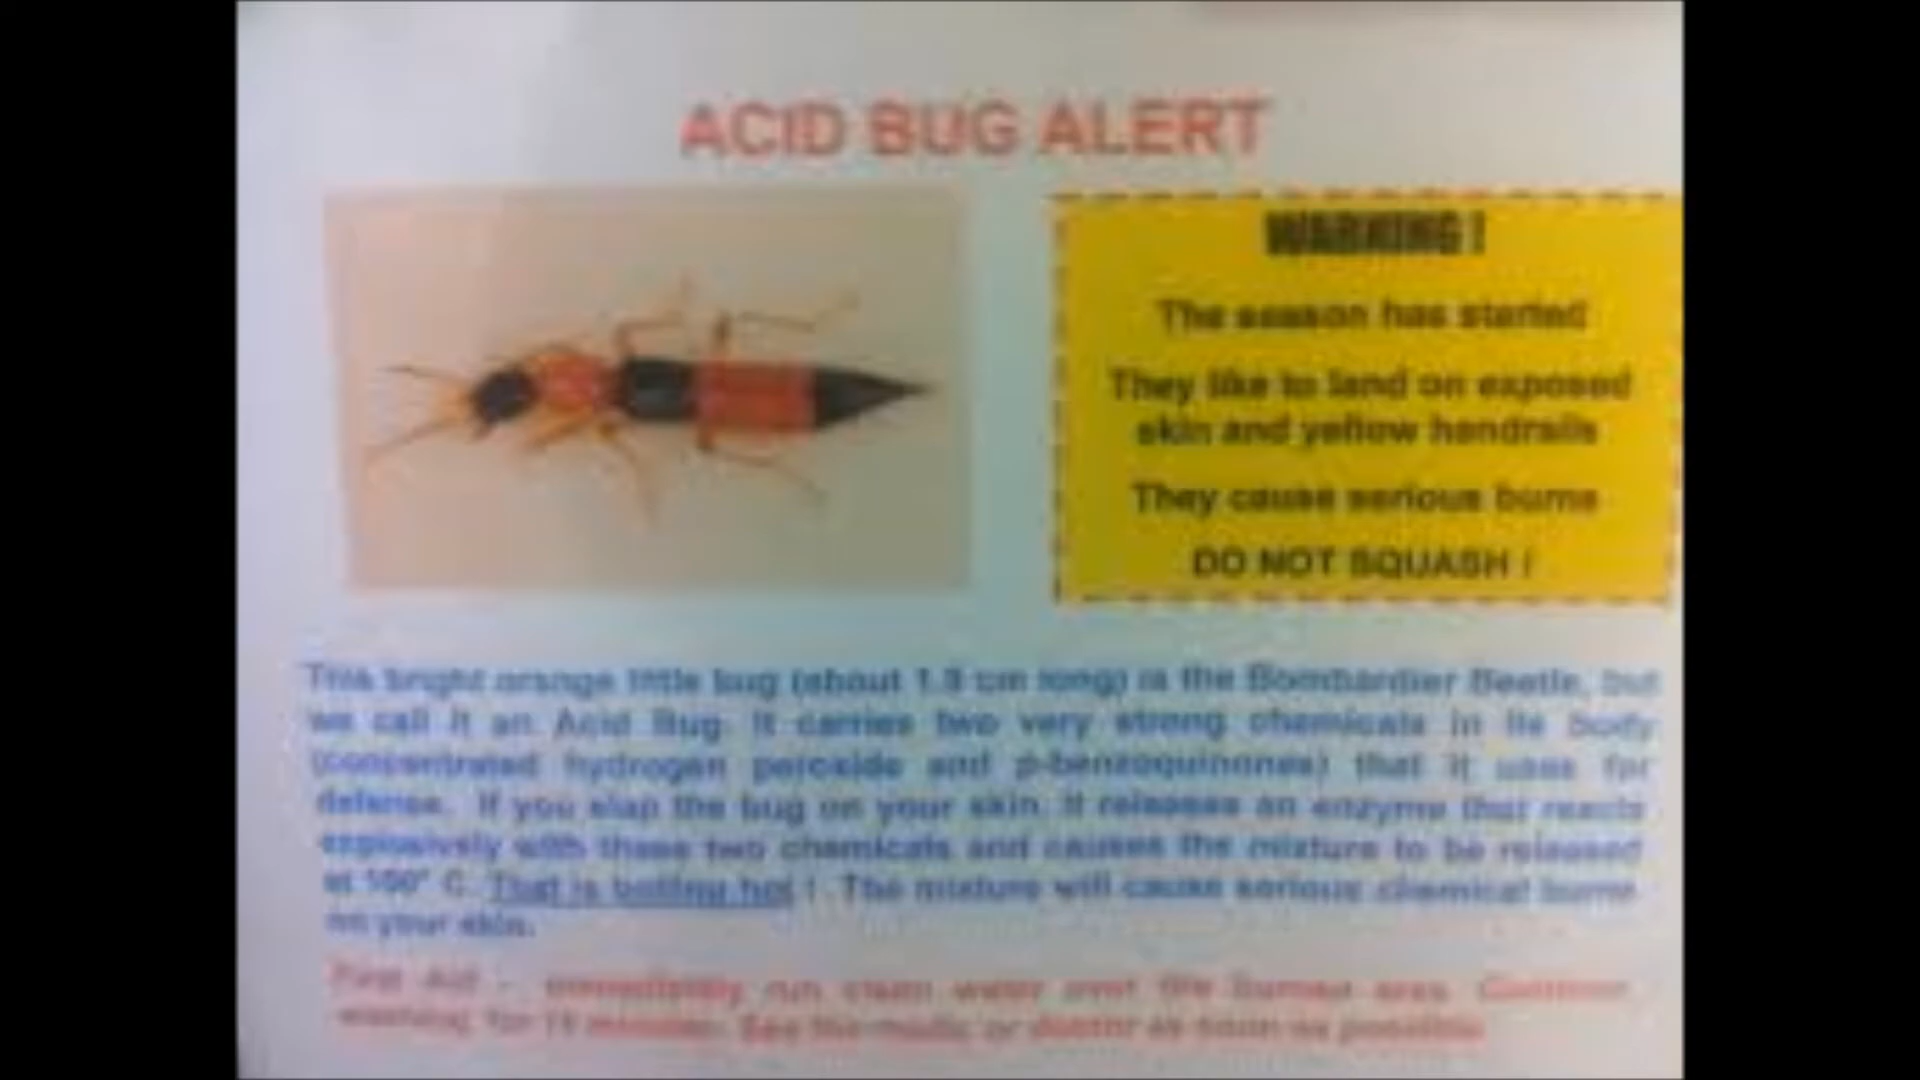 ACID BUG ALERT
WARNING !
The season has started
They like to land on exposed
skin and yellow handrails
They cause serious burns
DO NOT SQUASH !
This bright orange little bug (about 1.5 cm long) is the Bombardier Beetle, but
we call it an Acid Bug. It carries two very strong chemicals in its body
(concentrated hydrogen peroxide and p-benzoquinones) that it uses for
defense. If you slap the bug on your skin, it releases an enzyme that reacts
explosively with these two chemicals and causes the mixture to be released
at 100° C. That is boiling hot ! The mixture will cause serious chemical burns
on your skin.
First Aid - immediately run clean water over the burned area. Continue
washing for 15 minutes. See the medic or doctor as soon as possible